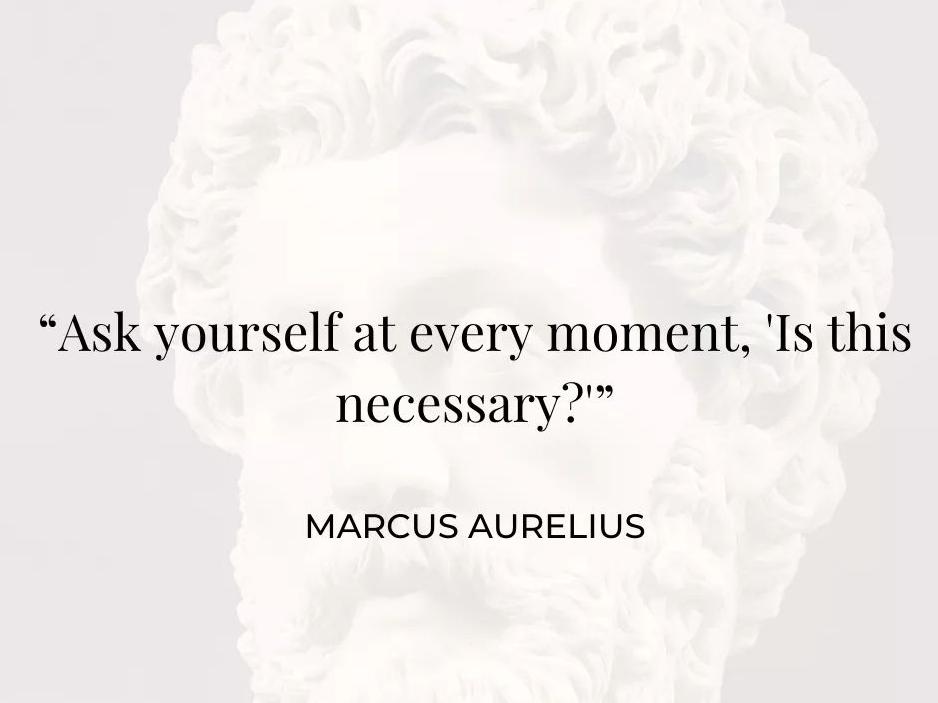 “Ask yourself at every moment, 'Is this
necessary?'”
MARCUS AURELIUS